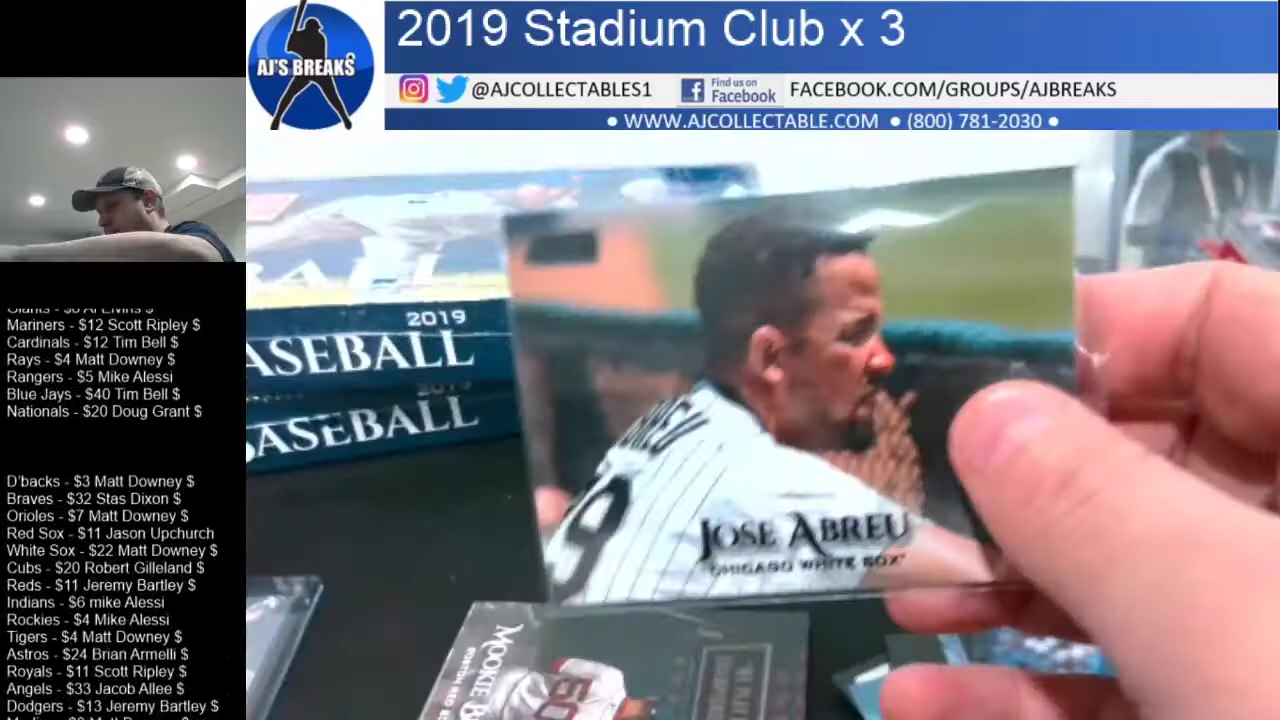 2019 Stadium Club x 3
AJ'S BREAKS
@AJCOLLECTABLES1
Find us on
Facebook
FACEBOOK.COM/GROUPS/AJBREAKS
● WWW.AJCOLLECTABLE.COM ● (800) 781-2030 ●
Mariners - $12 Scott Ripley $
Cardinals - $12 Tim Bell $
Rays - $4 Matt Downey $
Rangers - $5 Mike Alessi
Blue Jays - $40 Tim Bell $
Nationals - $20 Doug Grant $
D'backs - $3 Matt Downey $
Braves - $32 Stas Dixon $
Orioles - $7 Matt Downey $
Red Sox - $11 Jason Upchurch
White Sox - $22 Matt Downey $
Cubs - $20 Robert Gilleland $
Reds - $11 Jeremy Bartley $
Indians - $6 mike Alessi
Rockies - $4 Mike Alessi
Tigers - $4 Matt Downey $
Astros - $24 Brian Armelli $
Royals - $11 Scott Ripley $
Angels - $33 Jacob Allee $
Dodgers - $13 Jeremy Bartley $
2019
ASEBALL
2019
ASEBALL
JOSE ABREU
CHICAGO WHITE SOX
MOOKIE B
50